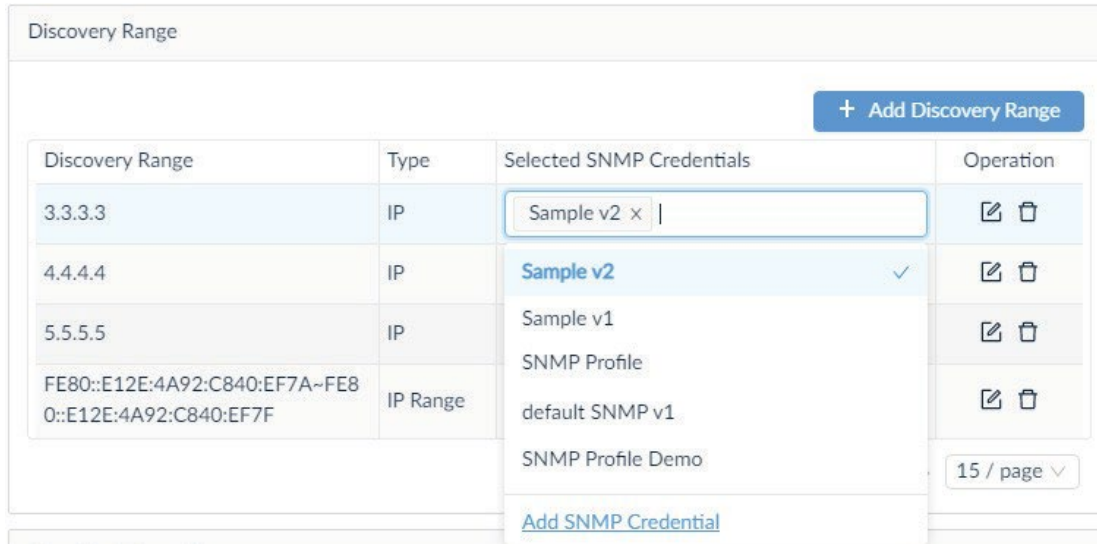 Discovery Range
+ Add Discovery Range
Discovery Range Type Selected SNMP Credentials Operation
3.3.3.3 IP Sample v2 ×
4.4.4.4 IP
Sample v2
5.5.5.5 IP
Sample v1
SNMP Profile
FE80::E12E:4A92:C840:EF7A~FE8
0::E12E:4A92:C840:EF7F
IP Range
default SNMP v1
SNMP Profile Demo
15 / page
Add SNMP Credential